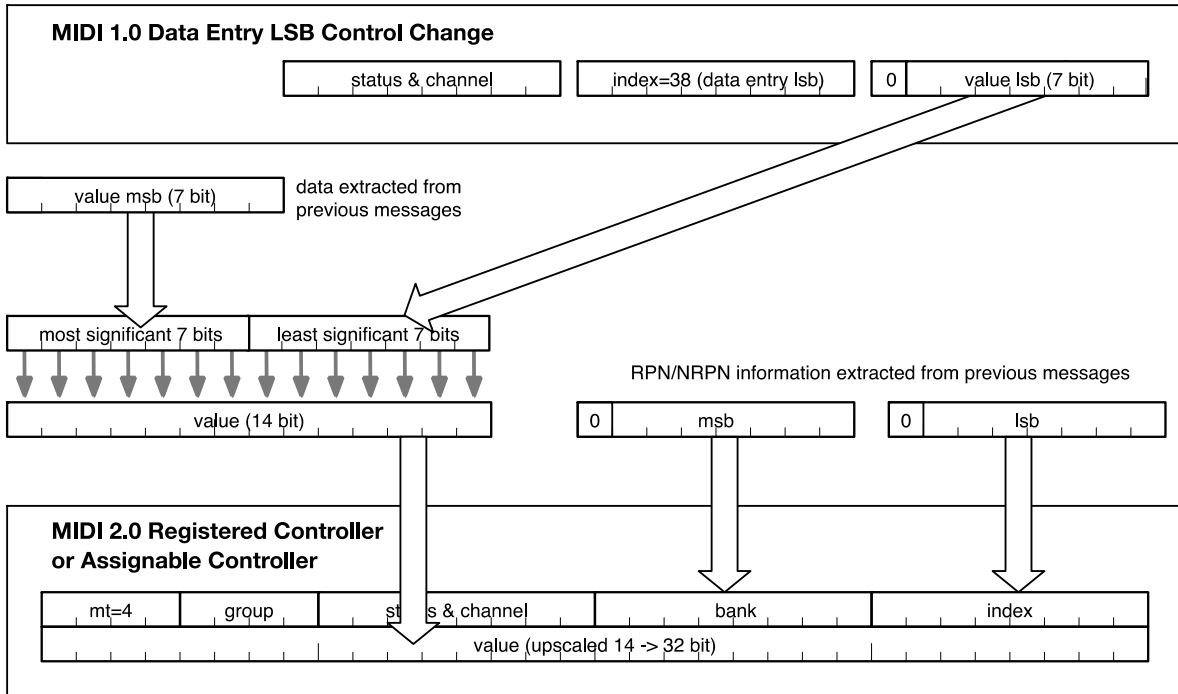 MIDI 1.0 Data Entry LSB Control Change
status & channel
index=38 (data entry lsb)
0
value lsb (7 bit)
value msb (7 bit)
data extracted from
previous messages
most significant 7 bits
least significant 7 bits
RPN/NRPN information extracted from previous messages
value (14 bit)
0
msb
0
lsb
MIDI 2.0 Registered Controller
or Assignable Controller
mt=4
group
status & channel
bank
index
value (upscaled 14 -> 32 bit)